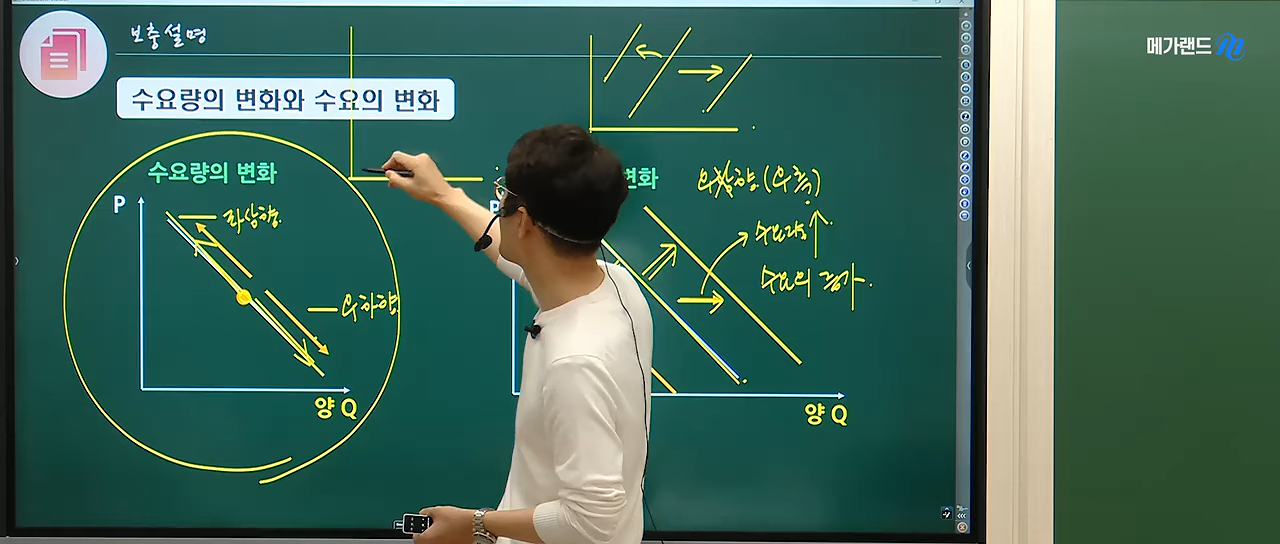 보충설명
메가랜드
수요량의 변화와 수요의 변화
수요량의 변화
변화
우상향 (우측)
P
좌상향
P
수요량↑
수요의 증가
우하향
양 Q
양 Q